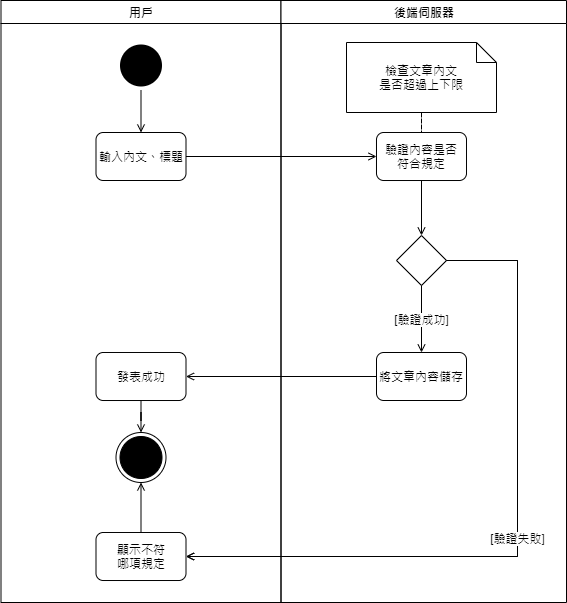 用戶
後端伺服器
檢查文章內文
是否超過上下限
輸入內文、標題
驗證內容是否
符合規定
[驗證成功]
發表成功
將文章內容儲存
[驗證失敗]
顯示不符
哪項規定